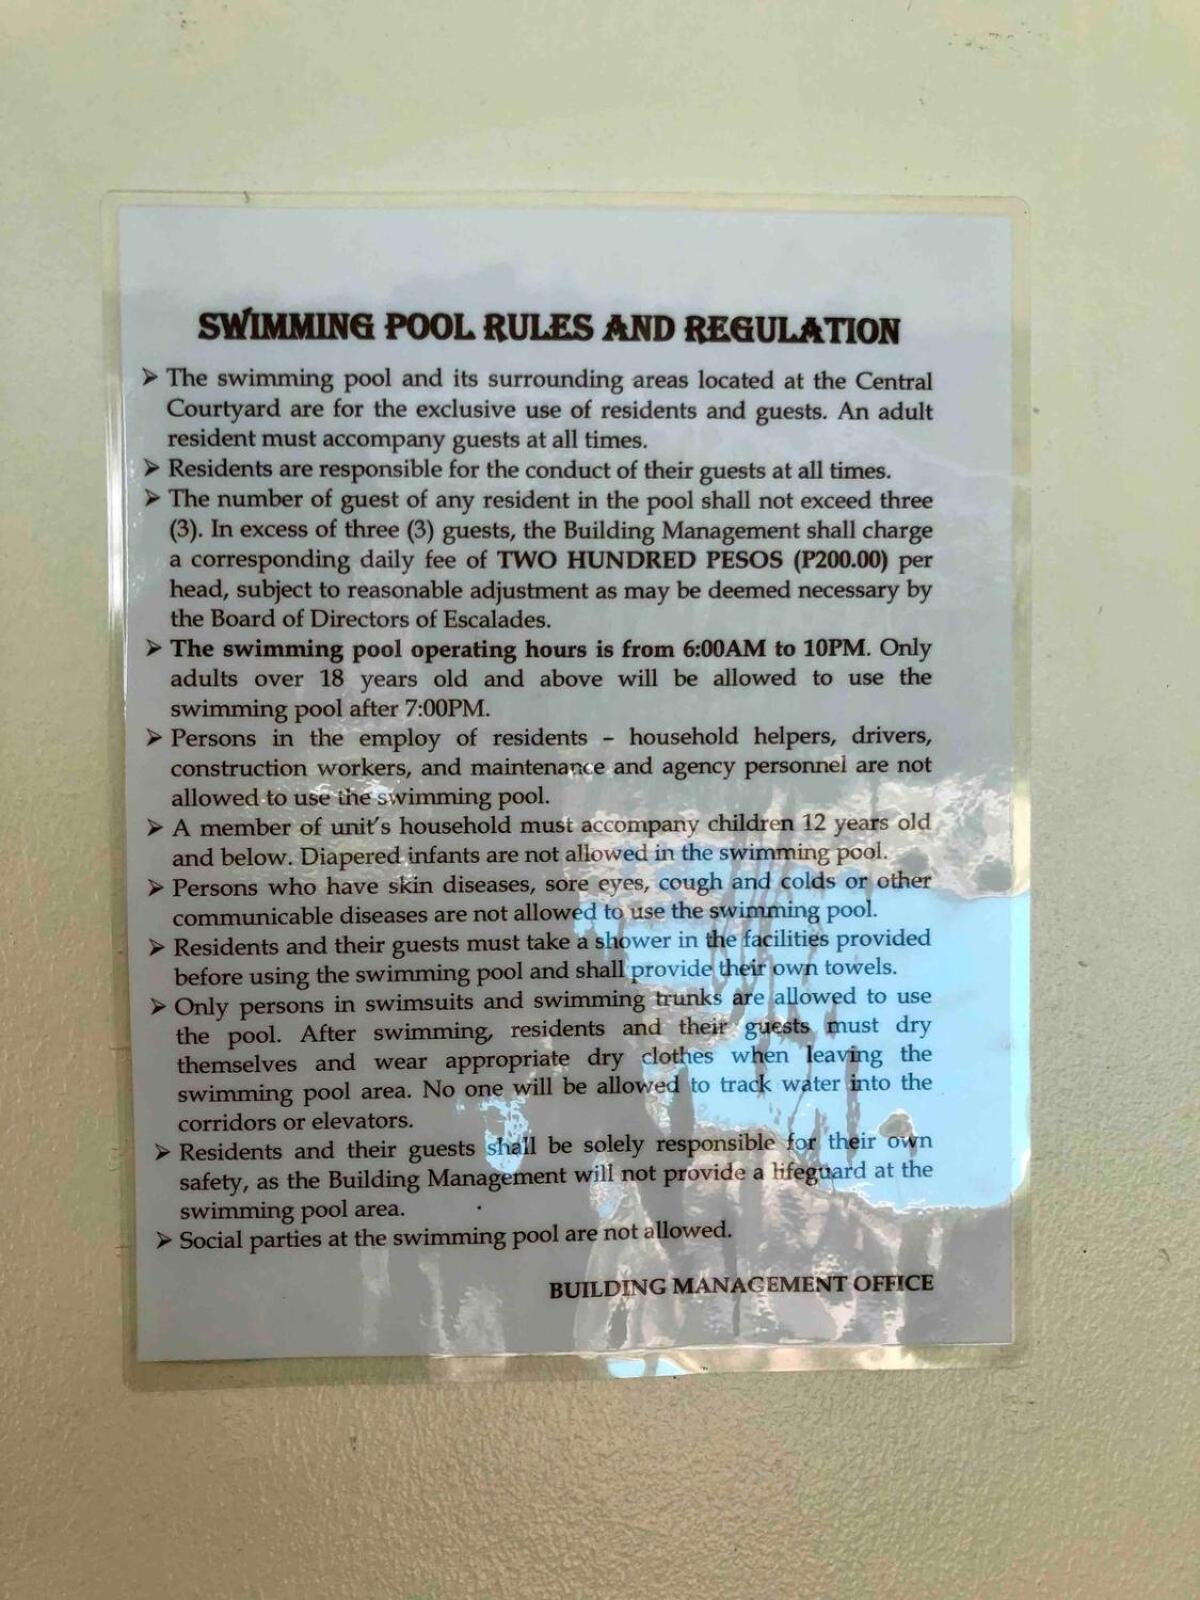 SWIMMING POOL RULES AND REGULATION
➢ The swimming pool and its surrounding areas located at the Central
Courtyard are for the exclusive use of residents and guests. An adult
resident must accompany guests at all times.
➢ Residents are responsible for the conduct of their guests at all times.
➢ The number of guest of any resident in the pool shall not exceed three
(3). In excess of three (3) guests, the Building Management shall charge
a corresponding daily fee of TWO HUNDRED PESOS (P200.00) per
head, subject to reasonable adjustment as may be deemed necessary by
the Board of Directors of Escalades.
➢ The swimming pool operating hours is from 6:00AM to 10PM. Only
adults over 18 years old and above will be allowed to use the
swimming pool after 7:00PM.
➢ Persons in the employ of residents – household helpers, drivers,
construction workers, and maintenance and agency personnel are not
allowed to use the swimming pool.
➢ A member of unit's household must accompany children 12 years old
and below. Diapered infants are not allowed in the swimming pool.
➢ Persons who have skin diseases, sore eyes, cough and colds or other
communicable diseases are not allowed to use the swimming pool.
➢ Residents and their guests must take a shower in the facilities provided
before using the swimming pool and shall provide their own towels.
➢ Only persons in swimsuits and swimming trunks are allowed to use
the pool. After swimming, residents and their guests must dry
themselves and wear appropriate dry clothes when leaving the
swimming pool area. No one will be allowed to track water into the
corridors or elevators.
➢ Residents and their guests shall be solely responsible for their own
safety, as the Building Management will not provide a lifeguard at the
swimming pool area.
➢ Social parties at the swimming pool are not allowed.
BUILDING MANAGEMENT OFFICE